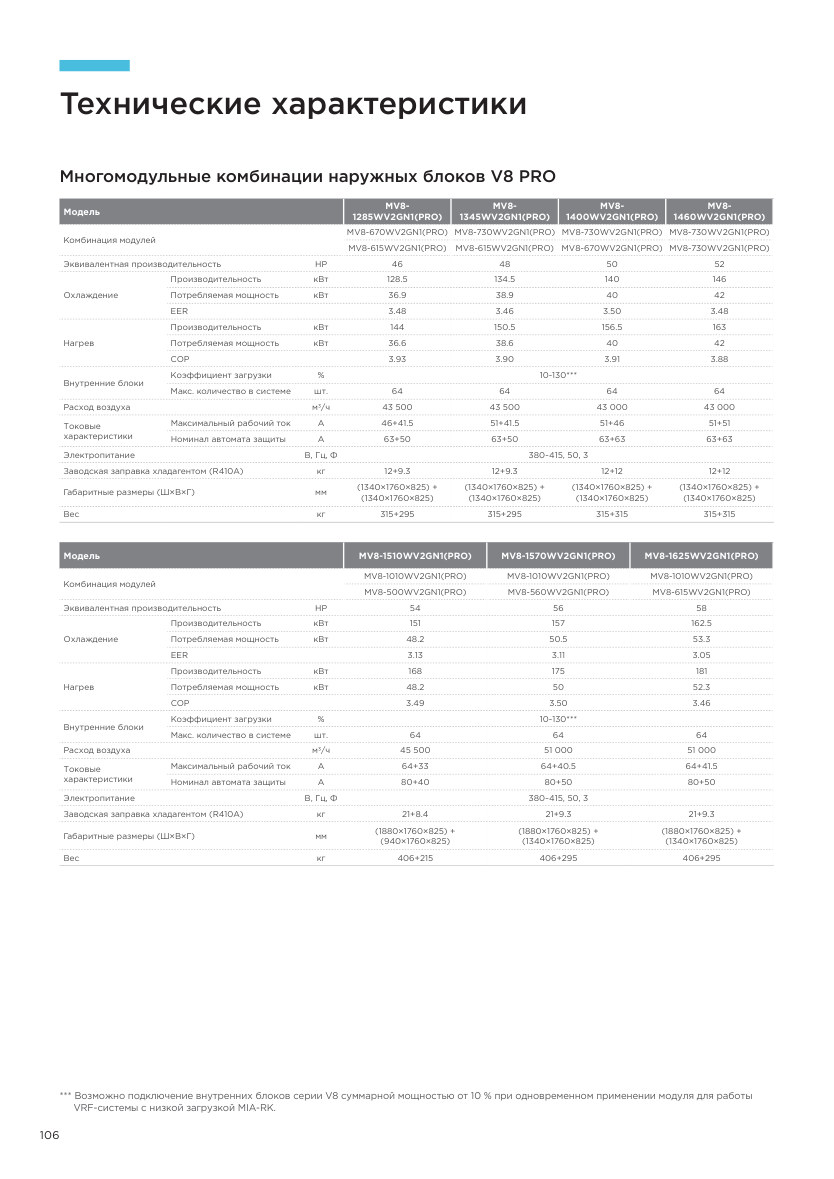 Технические характеристики
Многомодульные комбинации наружных блоков V8 PRO
Модель MV8-1285WV2GN1(PRO) MV8-1345WV2GN1(PRO) MV8-1400WV2GN1(PRO) MV8-1460WV2GN1(PRO)
Комбинация модулей
MV8-670WV2GN1(PRO) MV8-730WV2GN1(PRO) MV8-730WV2GN1(PRO) MV8-730WV2GN1(PRO)
MV8-615WV2GN1(PRO) MV8-615WV2GN1(PRO) MV8-670WV2GN1(PRO) MV8-730WV2GN1(PRO)
Эквивалентная производительность HP 46 48 50 52
Охлаждение
Производительность кВт 128.5 134.5 140 146
Потребляемая мощность кВт 36.9 38.9 40 42
EER 3.48 3.46 3.50 3.48
Нагрев
Производительность кВт 144 150.5 156.5 163
Потребляемая мощность кВт 36.6 38.6 40 42
COP 3.93 3.90 3.91 3.88
Внутренние блоки
Коэффициент загрузки % 10-130***
Макс. количество в системе шт. 64 64 64 64
Расход воздуха м³/ч 43 500 43 500 43 000 43 000
Токовые характеристики
Максимальный рабочий ток А 46+41.5 51+41.5 51+46 51+51
Номинал автомата защиты А 63+50 63+50 63+63 63+63
Электропитание В, Гц, Ф 380-415, 50, 3
Заводская заправка хладагентом (R410A) кг 12+9.3 12+9.3 12+12 12+12
Габаритные размеры (Ш×В×Г) мм (1340×1760×825) + (1340×1760×825) (1340×1760×825) + (1340×1760×825) (1340×1760×825) + (1340×1760×825) (1340×1760×825) + (1340×1760×825)
Вес кг 315+295 315+295 315+315 315+315
Модель MV8-1510WV2GN1(PRO) MV8-1570WV2GN1(PRO) MV8-1625WV2GN1(PRO)
Комбинация модулей
MV8-1010WV2GN1(PRO) MV8-1010WV2GN1(PRO) MV8-1010WV2GN1(PRO)
MV8-500WV2GN1(PRO) MV8-560WV2GN1(PRO) MV8-615WV2GN1(PRO)
Эквивалентная производительность HP 54 56 58
Охлаждение
Производительность кВт 151 157 162.5
Потребляемая мощность кВт 48.2 50.5 53.3
EER 3.13 3.11 3.05
Нагрев
Производительность кВт 168 175 181
Потребляемая мощность кВт 48.2 50 52.3
COP 3.49 3.50 3.46
Внутренние блоки
Коэффициент загрузки % 10-130***
Макс. количество в системе шт. 64 64 64
Расход воздуха м³/ч 45 500 51 000 51 000
Токовые характеристики
Максимальный рабочий ток А 64+33 64+40.5 64+41.5
Номинал автомата защиты А 80+40 80+50 80+50
Электропитание В, Гц, Ф 380-415, 50, 3
Заводская заправка хладагентом (R410A) кг 21+8.4 21+9.3 21+9.3
Габаритные размеры (Ш×В×Г) мм (1880×1760×825) + (940×1760×825) (1880×1760×825) + (1340×1760×825) (1880×1760×825) + (1340×1760×825)
Вес кг 406+215 406+295 406+295
*** Возможно подключение внутренних блоков серии V8 суммарной мощностью от 10 % при одновременном применении модуля для работы
VRF-системы с низкой загрузкой MIA-RK.
106